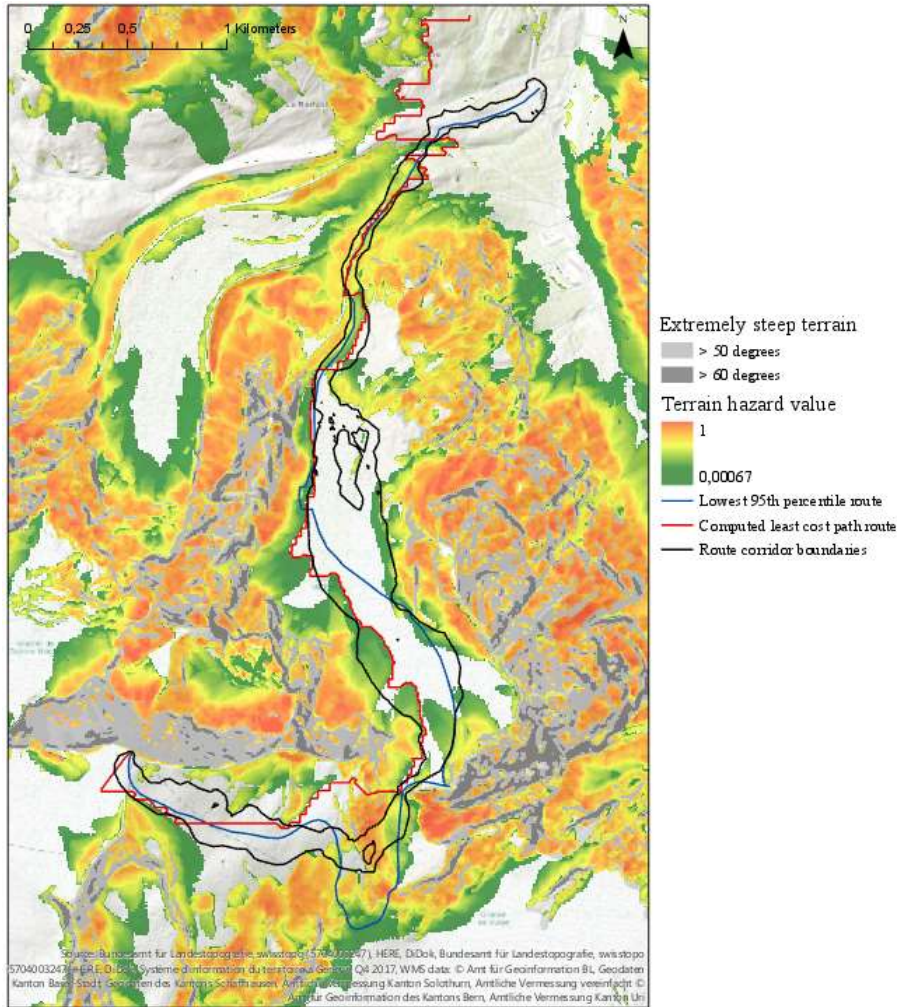 0 0,25 0,5 1 Kilometers
N
Extremely steep terrain
> 50 degrees
> 60 degrees
Terrain hazard value
1
0,00067
Lowest 95th percentile route
Computed least cost path route
Route corridor boundaries
Source: Bundesamt für Landestopografie, swisstopo (5704003247), HERE, DiDok, Bundesamt für Landestopografie, swisstopo
5704003247, HERE, DiDok, Système d'information du territoire à Genève Q4 2017, WMS data: © Amt für Geoinformation BL, Geodaten
Kanton Basel-Stadt, Geodaten des Kantons Schaffhausen, Amtliche Vermessung Kanton Solothurn, Amtliche Vermessung vereinfacht ©
Amt für Geoinformation des Kantons Bern, Amtliche Vermessung Kanton Uri